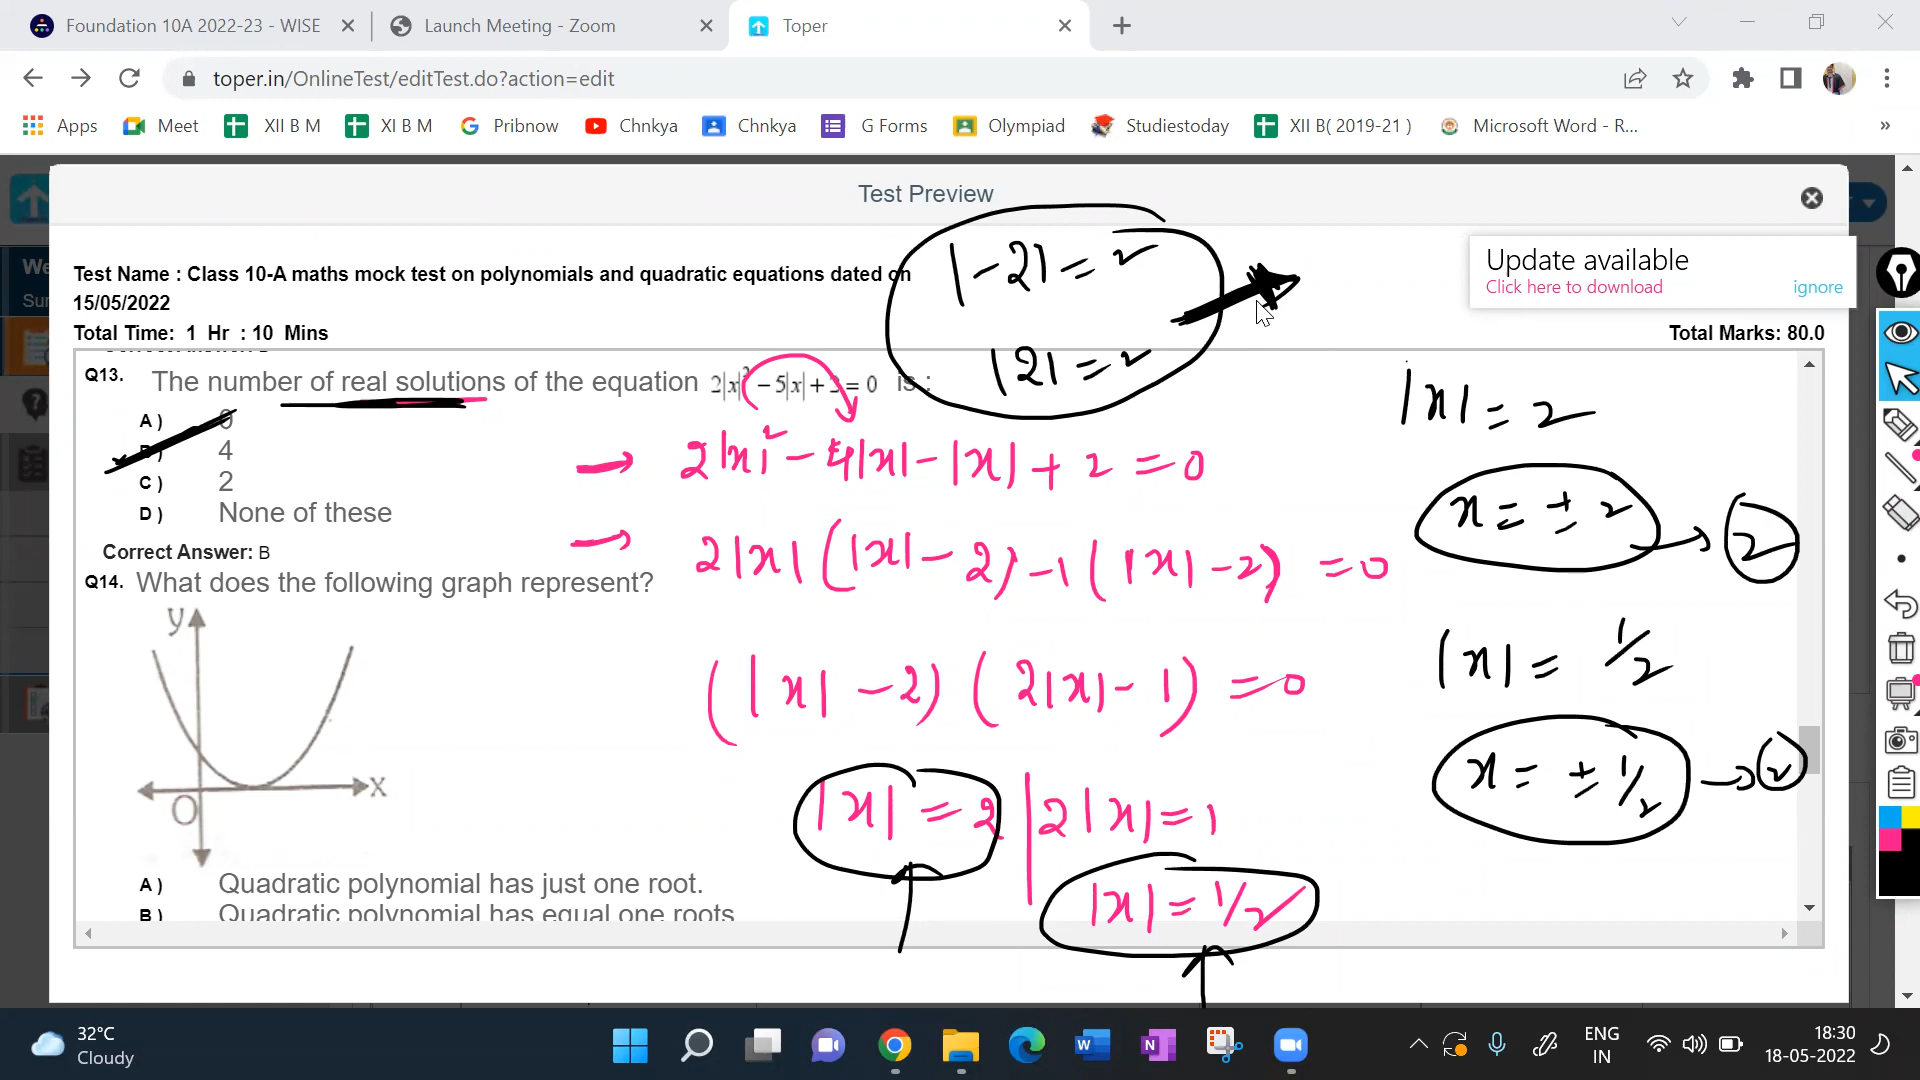 Foundation 10A 2022-23 - WISE
Launch Meeting - Zoom
Toper
toper.in/OnlineTest/editTest.do?action=edit
Apps
Meet
XII B M
XI B M
Pribnow
Chnkya
Chnkya
G Forms
Olympiad
Studiestoday
XII B( 2019-21 )
Microsoft Word - R...
»
Test Preview
Test Name : Class 10-A maths mock test on polynomials and quadratic equations dated on
15/05/2022
Total Time: 1 Hr : 10 Mins
Total Marks: 80.0
Update available
Click here to download
ignore
|-2| = 2
|2| = 2
Q13. The number of real solutions of the equation 2|x|² − 5|x| + 2 = 0 is :
A ) 0
B ) 4
C ) 2
D ) None of these
Correct Answer: B
2|x|² - 4|x| - |x| + 2 = 0
2|x| (|x| - 2) - 1 (|x| - 2) = 0
(|x| - 2) (2|x| - 1) = 0
|x| = 2
2|x| = 1
|x| = 1/2
|x| = 2
x = ± 2
2
|x| = 1/2
x = ± 1/2
2
Q14. What does the following graph represent?
y
O
x
A ) Quadratic polynomial has just one root.
B ) Quadratic polynomial has equal one roots
32°C
Cloudy
ENG
IN
18:30
18-05-2022